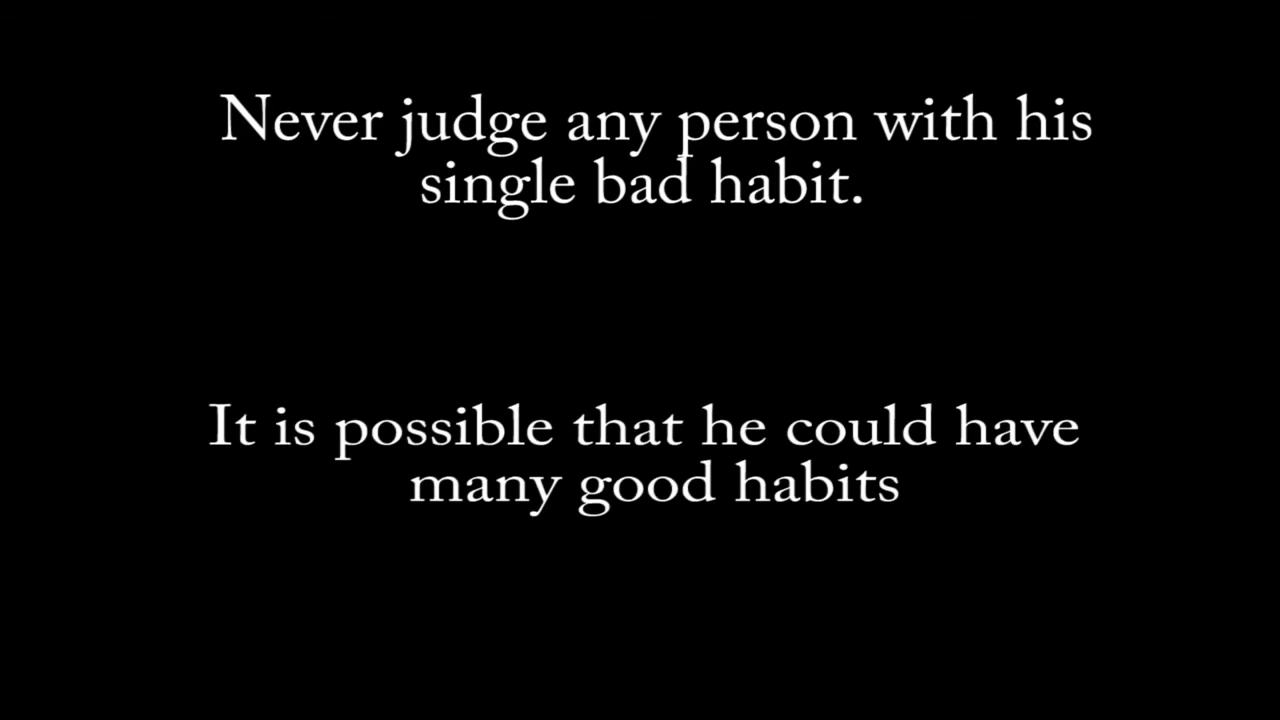 Never judge any person with his
single bad habit.
It is possible that he could have
many good habits